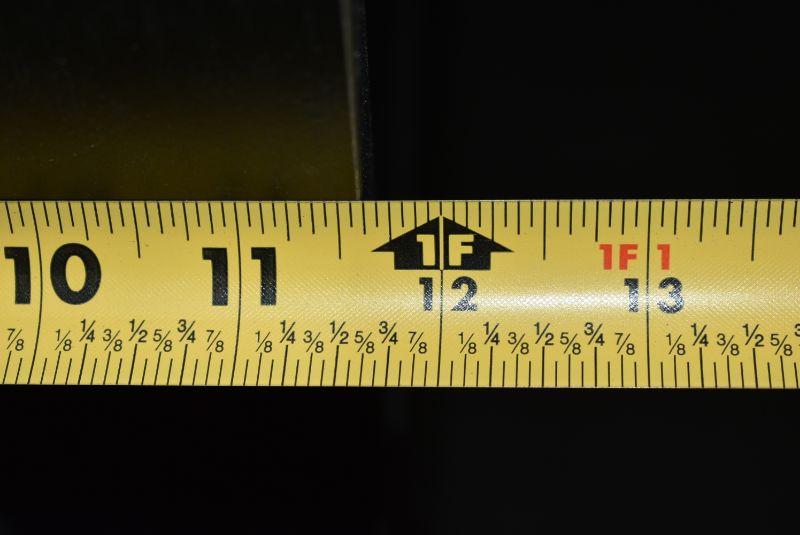 1F 1F 1
10 11 12 13
⅞ ⅛ ¼ ⅜ ½ ⅝ ¾ ⅞ ⅛ ¼ ⅜ ½ ⅝ ¾ ⅞ ⅛ ¼ ⅜ ½ ⅝ ¾ ⅞ ⅛ ¼ ⅜ ½ ⅝